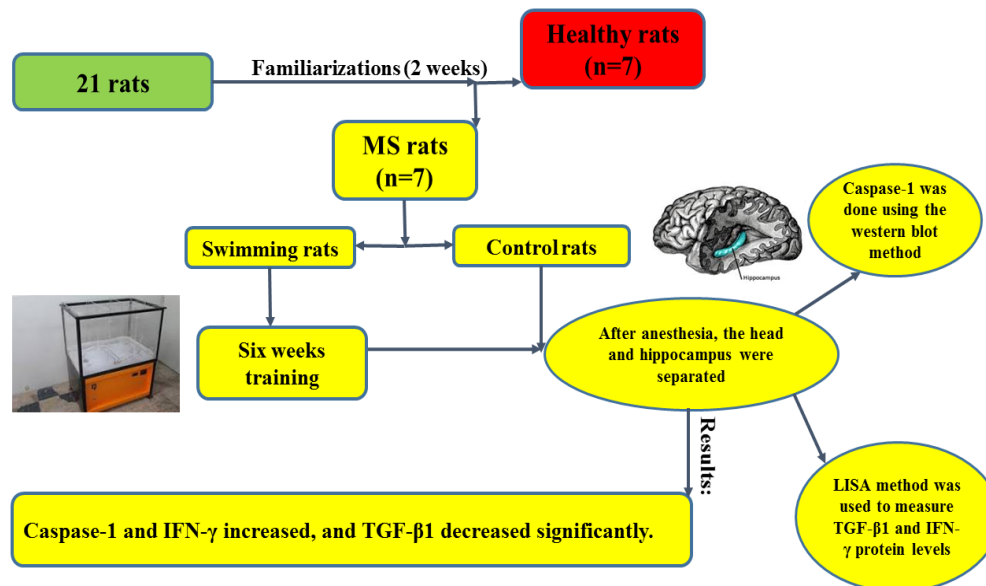 Healthy rats
(n=7)
21 rats
Familiarizations (2 weeks)
MS rats
(n=7)
Swimming rats
Control rats
Hippocampus
Caspase-1 was
done using the
western blot
method
Six weeks
training
After anesthesia, the head
and hippocampus were
separated
Results:
Caspase-1 and IFN-γ increased, and TGF-β1 decreased significantly.
LISA method was
used to measure
TGF-β1 and IFN-
γ protein levels